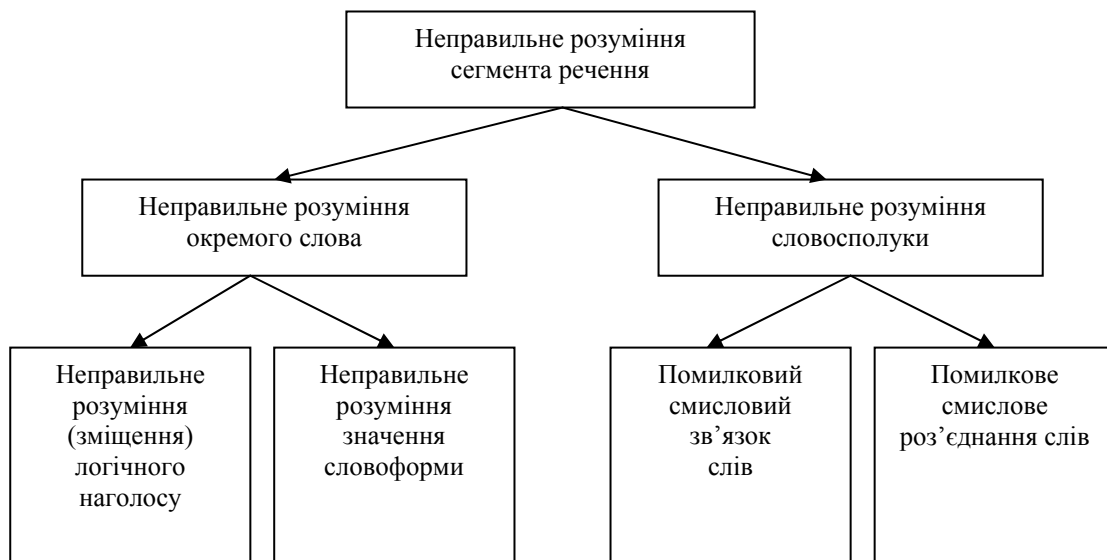 Неправильне розуміння
сегмента речення
Неправильне розуміння
окремого слова
Неправильне розуміння
словосполуки
Неправильне
розуміння
(зміщення)
логічного
наголосу
Неправильне
розуміння
значення
словоформи
Помилковий
смисловий
зв’язок
слів
Помилкове
смислове
роз’єднання слів